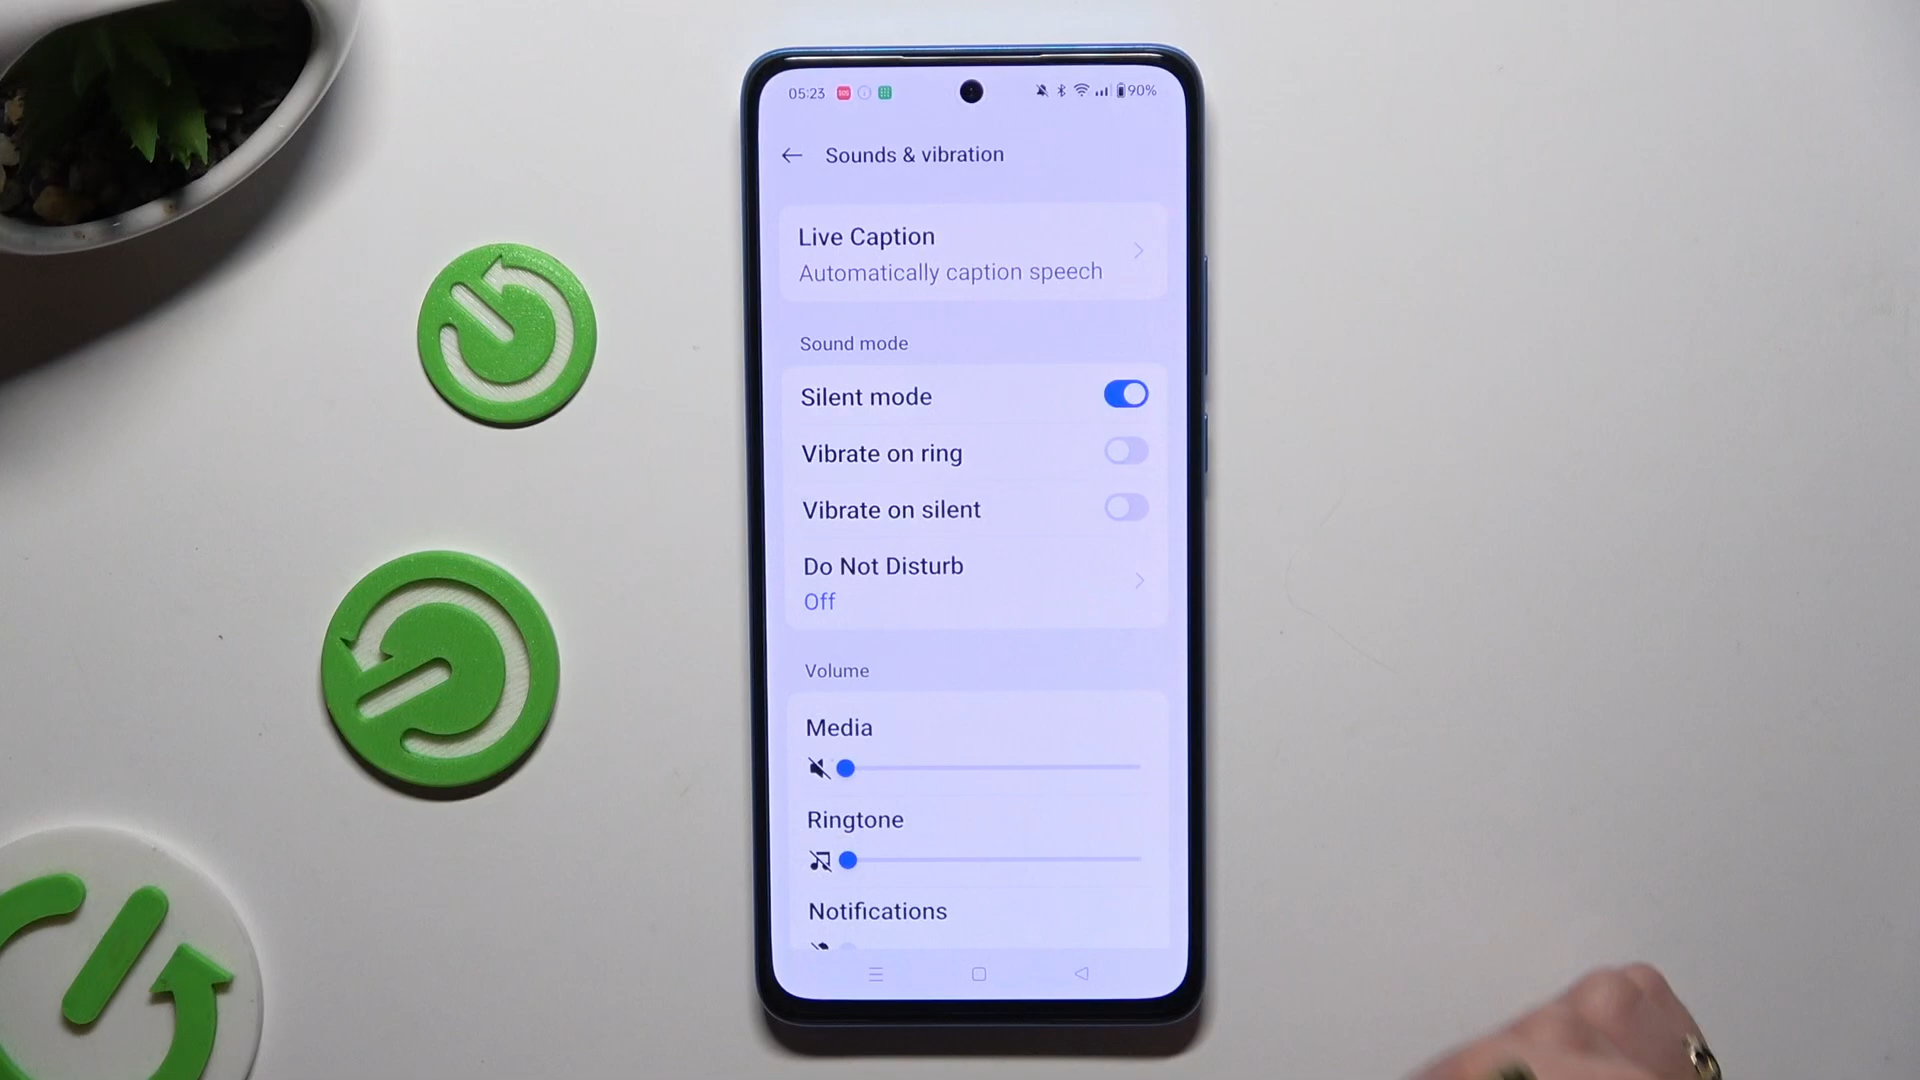 05:23 SOS 90%
Sounds & vibration
Live Caption
Automatically caption speech
Sound mode
Silent mode
Vibrate on ring
Vibrate on silent
Do Not Disturb
Off
Volume
Media
Ringtone
Notifications